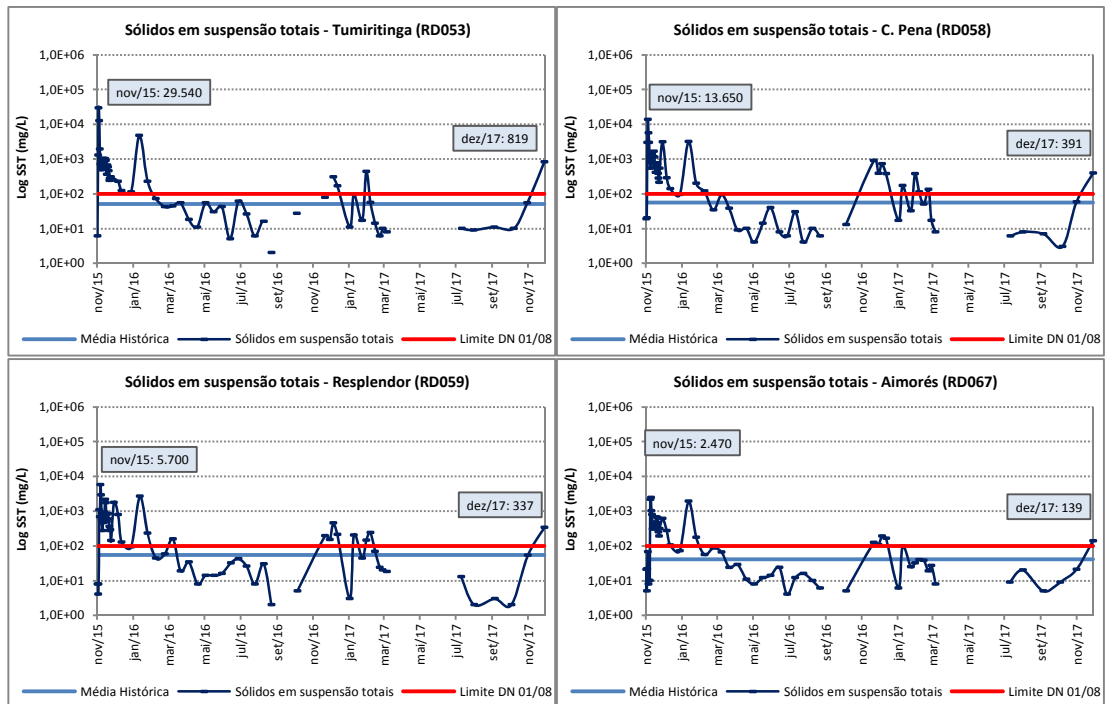 Sólidos em suspensão totais - Tumiritinga (RD053)
Log SST (mg/L)
1,0E+06
1,0E+05
1,0E+04
1,0E+03
1,0E+02
1,0E+01
1,0E+00
nov/15: 29.540
dez/17: 819
nov/15
jan/16
mar/16
mai/16
jul/16
set/16
nov/16
jan/17
mar/17
mai/17
jul/17
set/17
nov/17
Média Histórica
Sólidos em suspensão totais
Limite DN 01/08
Sólidos em suspensão totais - C. Pena (RD058)
Log SST (mg/L)
1,0E+06
1,0E+05
1,0E+04
1,0E+03
1,0E+02
1,0E+01
1,0E+00
nov/15: 13.650
dez/17: 391
nov/15
jan/16
mar/16
mai/16
jul/16
set/16
nov/16
jan/17
mar/17
mai/17
jul/17
set/17
nov/17
Média Histórica
Sólidos em suspensão totais
Limite DN 01/08
Sólidos em suspensão totais - Resplendor (RD059)
Log SST (mg/L)
1,0E+06
1,0E+05
1,0E+04
1,0E+03
1,0E+02
1,0E+01
1,0E+00
nov/15: 5.700
dez/17: 337
nov/15
jan/16
mar/16
mai/16
jul/16
set/16
nov/16
jan/17
mar/17
mai/17
jul/17
set/17
nov/17
Média Histórica
Sólidos em suspensão totais
Limite DN 01/08
Sólidos em suspensão totais - Aimorés (RD067)
Log SST (mg/L)
1,0E+06
1,0E+05
1,0E+04
1,0E+03
1,0E+02
1,0E+01
1,0E+00
nov/15: 2.470
dez/17: 139
nov/15
jan/16
mar/16
mai/16
jul/16
set/16
nov/16
jan/17
mar/17
mai/17
jul/17
set/17
nov/17
Média Histórica
Sólidos em suspensão totais
Limite DN 01/08